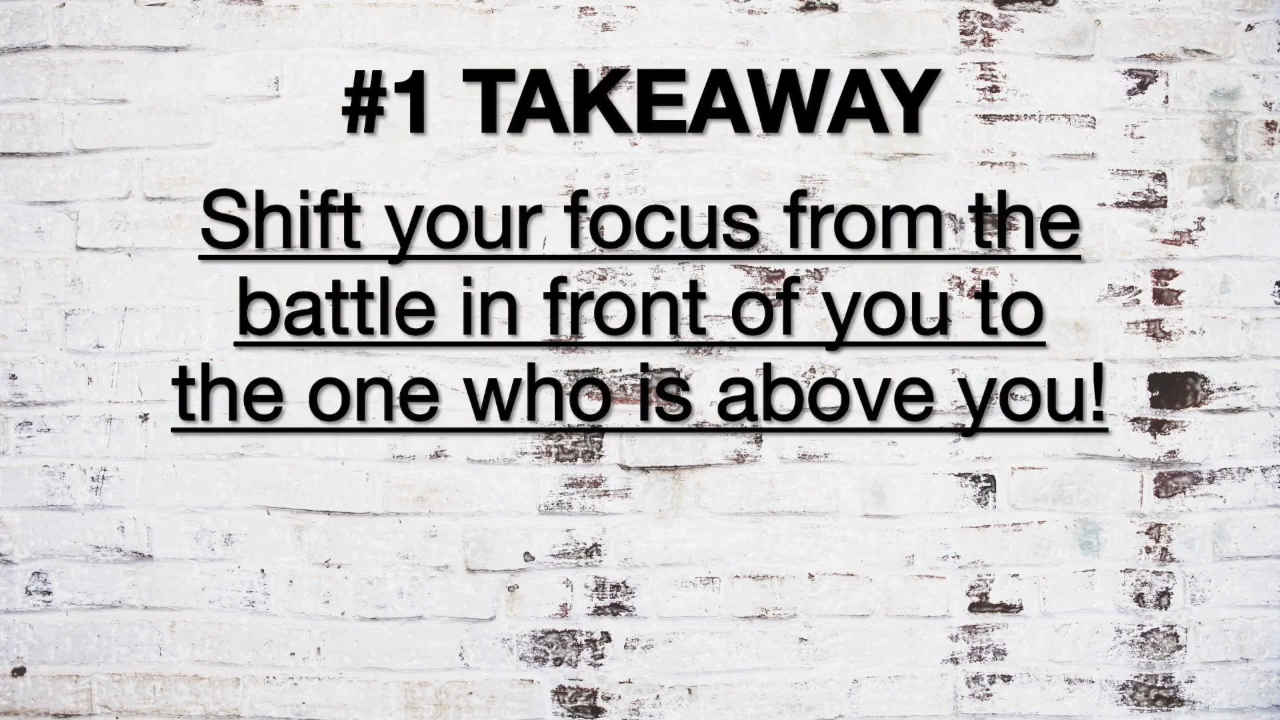 #1 TAKEAWAY
Shift your focus from the
battle in front of you to
the one who is above you!